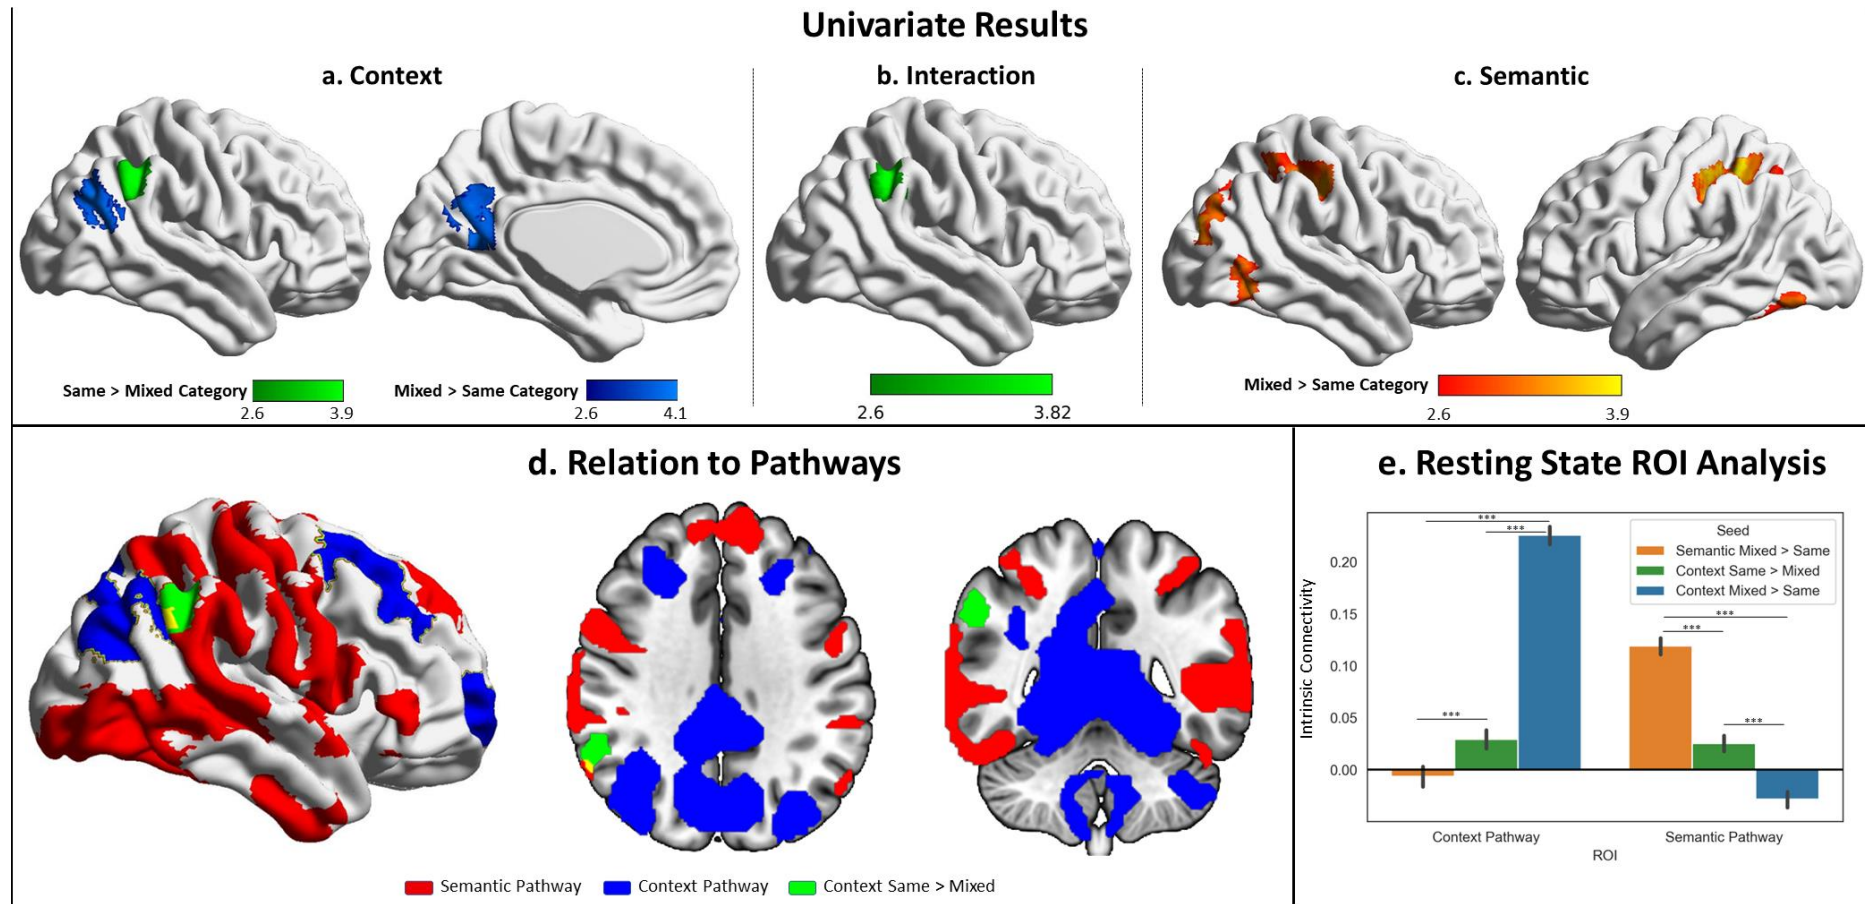 Univariate Results
a. Context
b. Interaction
c. Semantic
Same > Mixed Category
2.6
3.9
Mixed > Same Category
2.6
4.1
2.6
3.82
Mixed > Same Category
2.6
3.9
d. Relation to Pathways
Semantic Pathway
Context Pathway
Context Same > Mixed
e. Resting State ROI Analysis
Intrinsic Connectivity
0.20
0.15
0.10
0.05
0.00
***
***
***
***
***
***
Seed
Semantic Mixed > Same
Context Same > Mixed
Context Mixed > Same
Context Pathway
Semantic Pathway
ROI